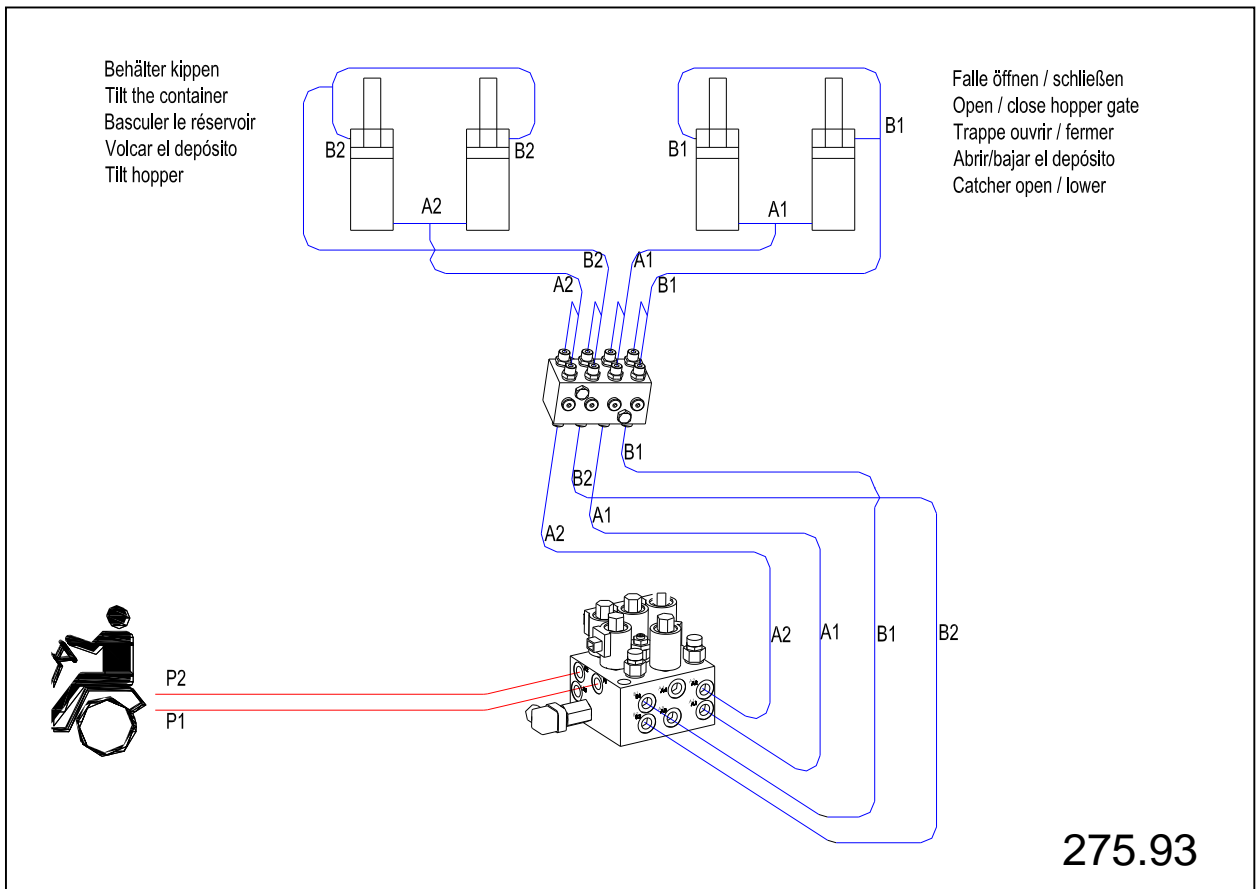 Behälter kippen
Tilt the container
Basculer le réservoir
Volcar el depósito
Tilt hopper
Falle öffnen / schließen
Open / close hopper gate
Trappe ouvrir / fermer
Abrir/bajar el depósito
Catcher open / lower
B2
B2
A2
B1
B1
A1
B2
A1
A2
B1
B1
B2
A1
A2
A2
A1
B1
B2
P2
P1
275.93